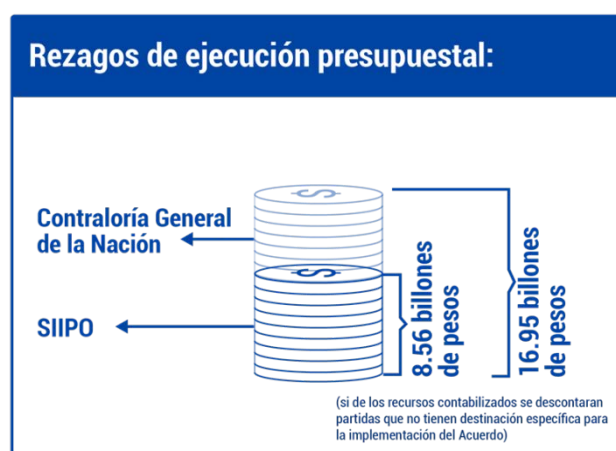 Rezagos de ejecución presupuestal:
$
Contraloría General
de la Nación
$
SIIPO
8.56 billones
de pesos
16.95 billones
de pesos
(si de los recursos contabilizados se descontaran
partidas que no tienen destinación específica para
la implementación del Acuerdo)